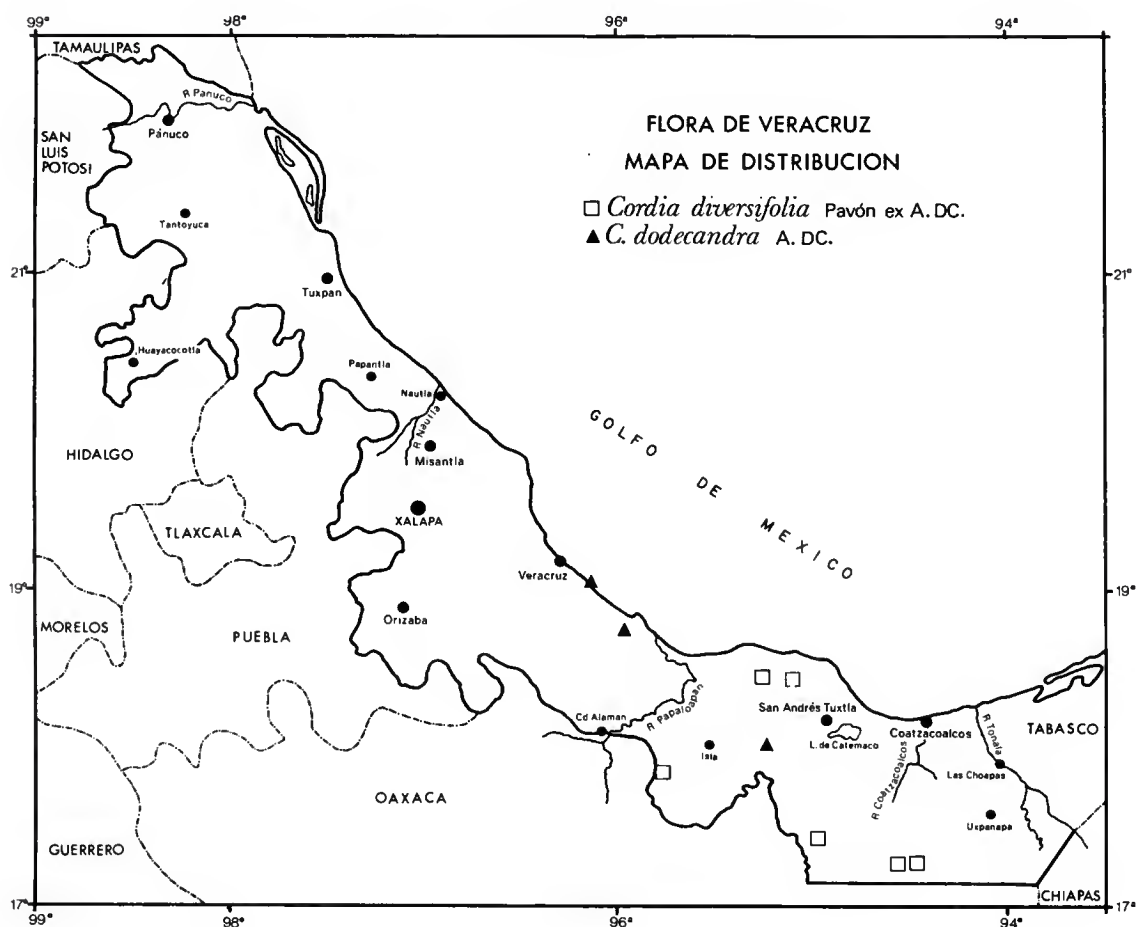 99°
98°
96°
94°
TAMAULIPAS
R Panuco
Pánuco
SAN
LUIS
POTOSI
FLORA DE VERACRUZ
MAPA DE DISTRIBUCION
□ Cordia diversifolia Pavón ex A. DC.
▲ C. dodecandra A. DC.
Tantoyuca
21°
21°
Tuxpan
Huayacocotla
Papantla
Nautla
R Nautla
Misantla
GOLFO DE MEXICO
HIDALGO
XALAPA
TLAXCALA
Veracruz
19°
19°
Orizaba
MORELOS
PUEBLA
R Papaloapan
San Andrés Tuxtla
Cd Alaman
L. de Catemaco
Coatzacoalcos
R Tonala
TABASCO
Isla
R Coatzacoalcos
Las Choapas
OAXACA
Uxpanapa
GUERRERO
CHIAPAS
17°
17°
99°
98°
96°
94°